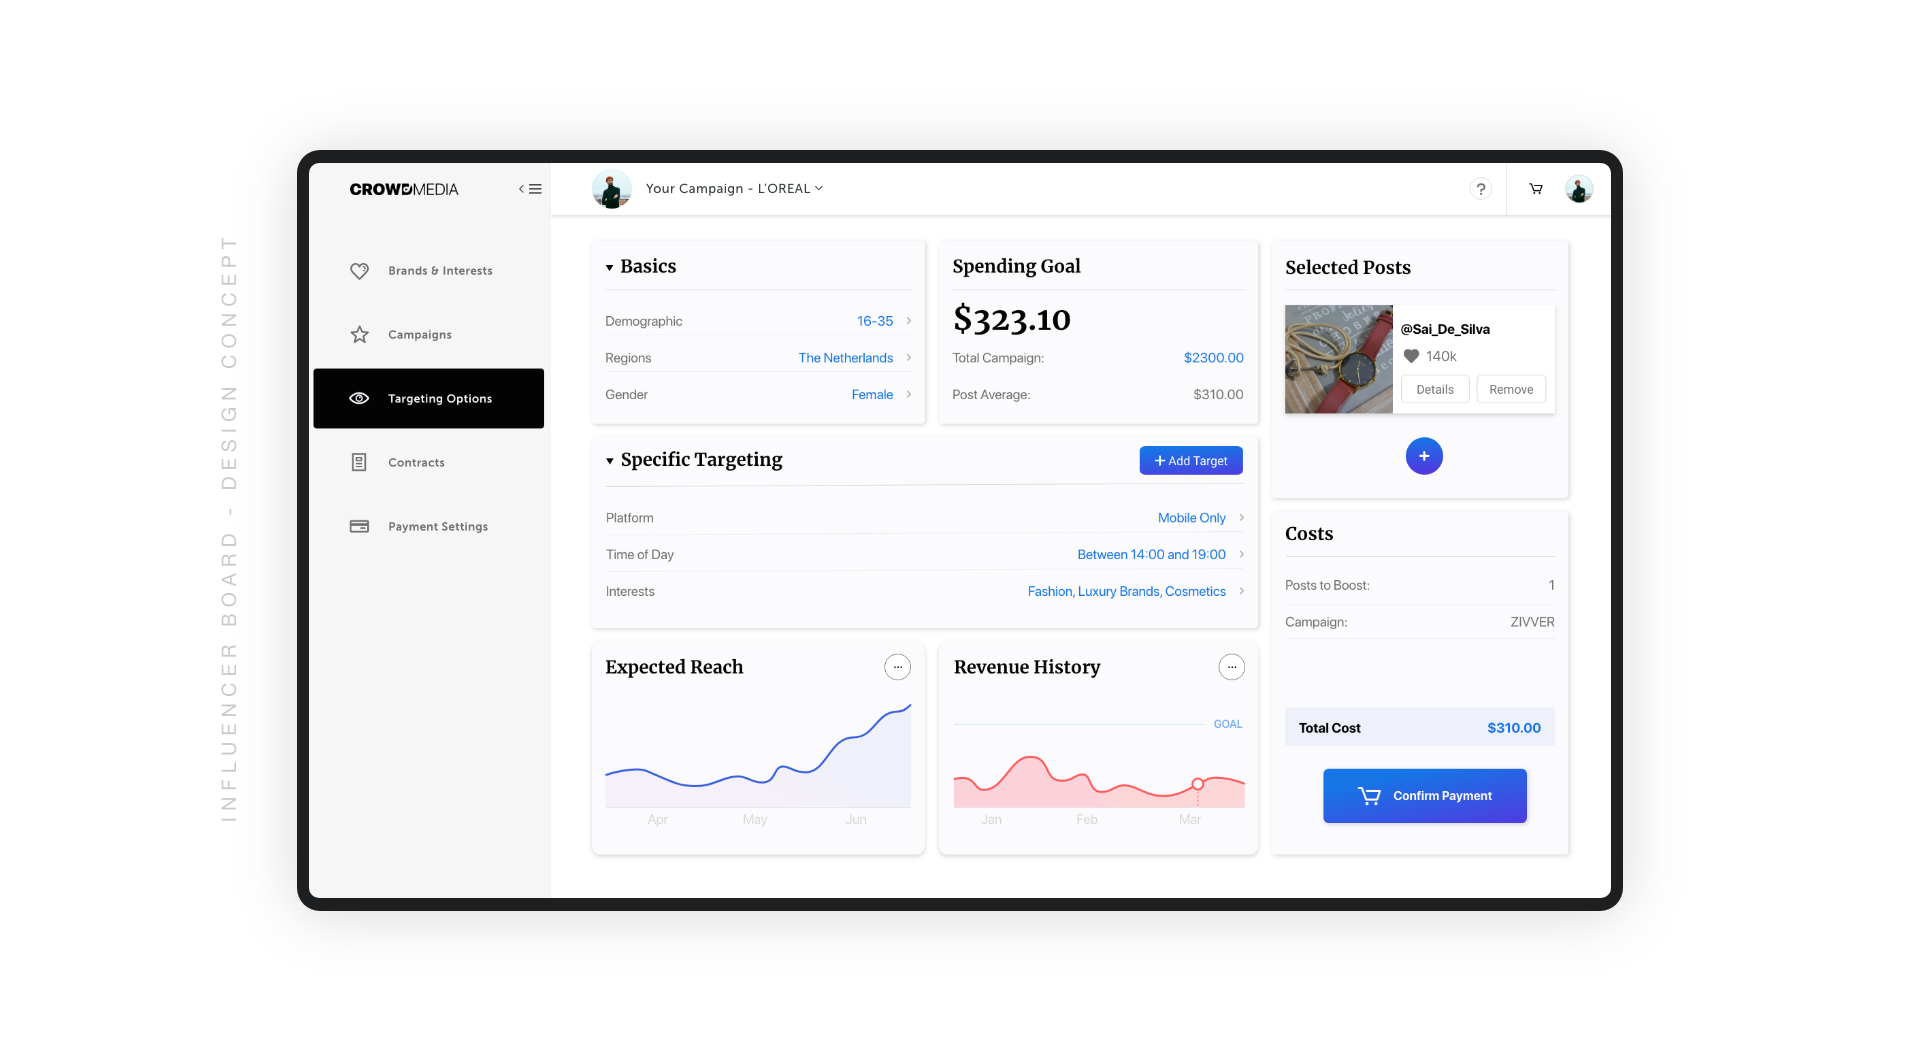 INFLUENCER BOARD - DESIGN CONCEPT
CROWDMEDIA
Your Campaign - L'OREAL
?
Brands & Interests
Campaigns
Targeting Options
Contracts
Payment Settings
Basics
Demographic 16-35
Regions The Netherlands
Gender Female
Spending Goal
$323.10
Total Campaign: $2300.00
Post Average: $310.00
Specific Targeting
+ Add Target
Platform Mobile Only
Time of Day Between 14:00 and 19:00
Interests Fashion, Luxury Brands, Cosmetics
Expected Reach
Apr May Jun
Revenue History
GOAL
Jan Feb Mar
Selected Posts
@Sai_De_Silva
140k
Details Remove
+
Costs
Posts to Boost: 1
Campaign: ZIVVER
Total Cost $310.00
Confirm Payment